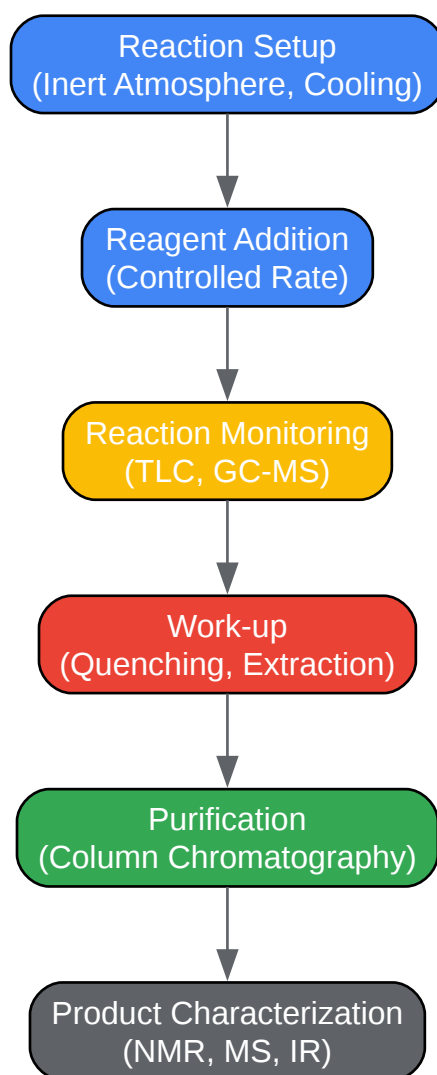 Reaction Setup
(Inert Atmosphere, Cooling)
Reagent Addition
(Controlled Rate)
Reaction Monitoring
(TLC, GC-MS)
Work-up
(Quenching, Extraction)
Purification
(Column Chromatography)
Product Characterization
(NMR, MS, IR)